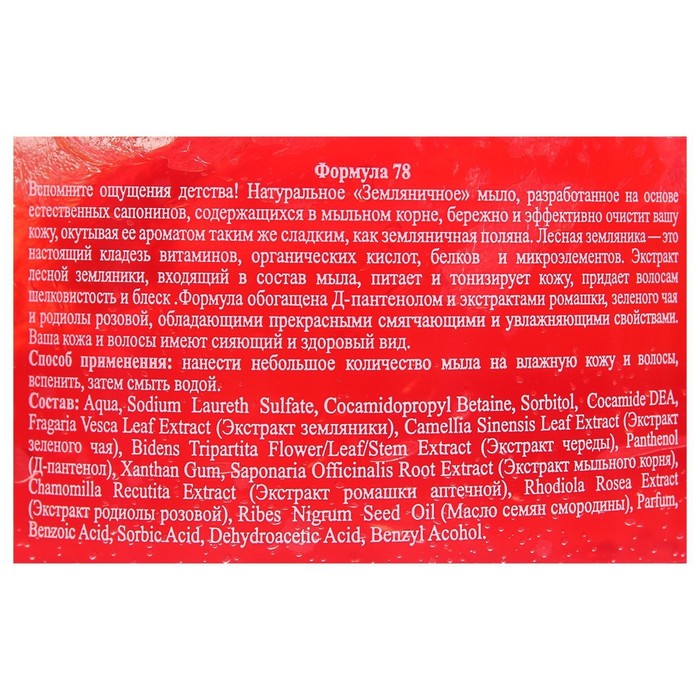 Формула 78
Вспомните ощущения детства! Натуральное «Земляничное» мыло, разработанное на основе
естественных сапонинов, содержащихся в мыльном корне, бережно и эффективно очистит вашу
кожу, окутывая ее ароматом таким же сладким, как земляничная поляна. Лесная земляника—это
настоящий кладезь витаминов, органических кислот, белков и микроэлементов. Экстракт
лесной земляники, входящий в состав мыла, питает и тонизирует кожу, придает волосам
шелковистость и блеск .Формула обогащена Д-пантенолом и экстрактами ромашки, зеленого чая
и родиолы розовой, обладающими прекрасными смягчающими и увлажняющими свойствами.
Ваша кожа и волосы имеют сияющий и здоровый вид.
Способ применения: нанести небольшое количество мыла на влажную кожу и волосы,
вспенить, затем смыть водой.
Состав: Aqua, Sodium Laureth Sulfate, Cocamidopropyl Betaine, Sorbitol, Cocamide DEA,
Fragaria Vesca Leaf Extract (Экстракт земляники), Camellia Sinensis Leaf Extract (Экстракт
зеленого чая), Bidens Tripartita Flower/Leaf/Stem Extract (Экстракт череды), Panthenol
(Д-пантенол), Xanthan Gum, Saponaria Officinalis Root Extract (Экстракт мыльного корня),
Chamomilla Recutita Extract (Экстракт ромашки аптечной), Rhodiola Rosea Extract
(Экстракт родиолы розовой), Ribes Nigrum Seed Oil (Масло семян смородины), Parfum,
Benzoic Acid, Sorbic Acid, Dehydroacetic Acid, Benzyl Acohol.